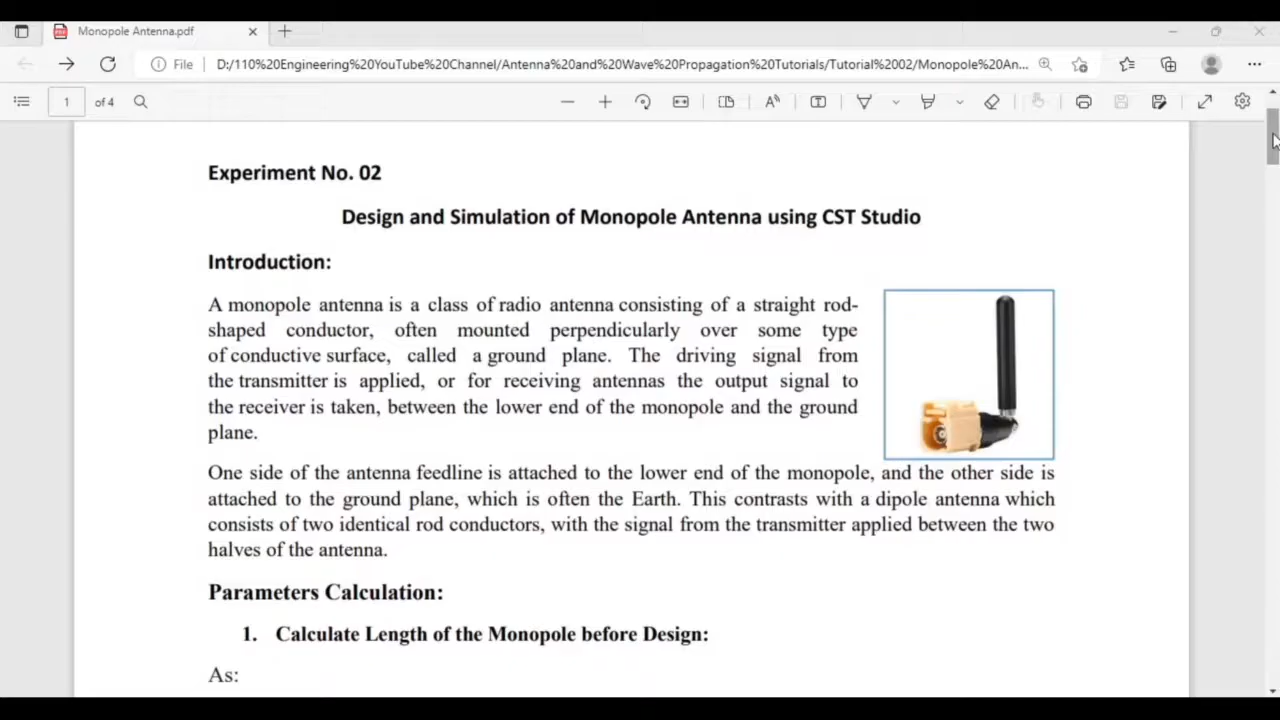 Monopole Antenna.pdf
File
D:/110%20Engineering%20YouTube%20Channel/Antenna%20and%20Wave%20Propagation%20Tutorials/Tutorial%2002/Monopole%20An...
1 of 4
Experiment No. 02
Design and Simulation of Monopole Antenna using CST Studio
Introduction:
A monopole antenna is a class of radio antenna consisting of a straight rod-
shaped conductor, often mounted perpendicularly over some type
of conductive surface, called a ground plane. The driving signal from
the transmitter is applied, or for receiving antennas the output signal to
the receiver is taken, between the lower end of the monopole and the ground
plane.
One side of the antenna feedline is attached to the lower end of the monopole, and the other side is
attached to the ground plane, which is often the Earth. This contrasts with a dipole antenna which
consists of two identical rod conductors, with the signal from the transmitter applied between the two
halves of the antenna.
Parameters Calculation:
1. Calculate Length of the Monopole before Design:
As: